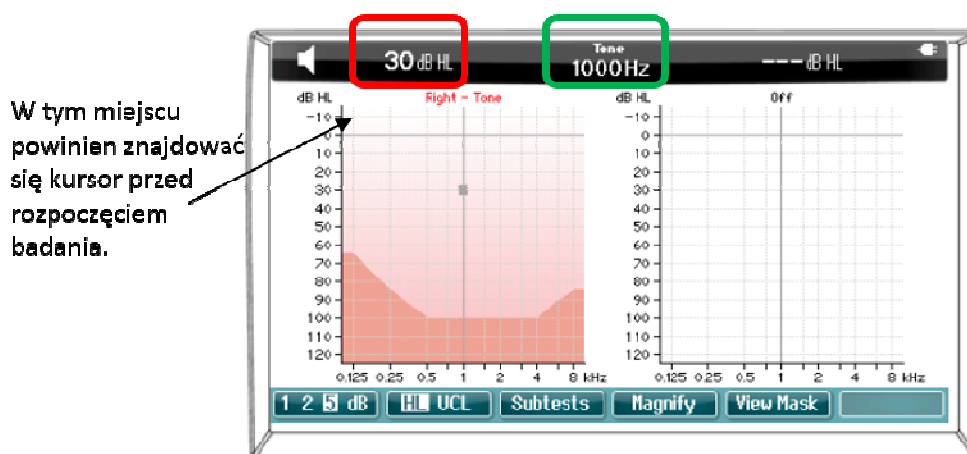 30 dB HL
Tone
1000Hz
--- dB HL
W tym miejscu
powinien znajdować
się kursor przed
rozpoczęciem
badania.
dB HL Right - Tone
-10
0
10
20
30
40
50
60
70
80
90
100
110
120
0.125 0.25 0.5 1 2 4 8 kHz
dB HL Off
-10
0
10
20
30
40
50
60
70
80
90
100
110
120
0.125 0.25 0.5 1 2 4 8 kHz
1 2 5 dB HL UCL Subtests Magnify View Mask